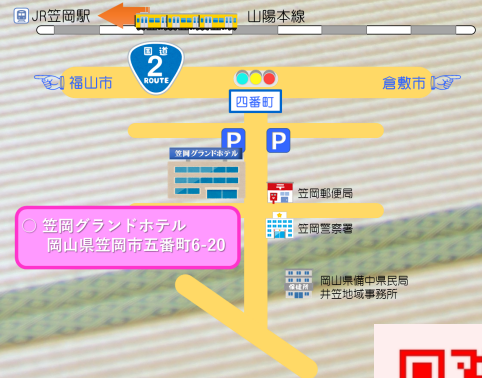 JR笠岡駅
山陽本線
国道
2
ROUTE
福山市
倉敷市
四番町
P
P
笠岡グランドホテル
笠岡郵便局
○ 笠岡グランドホテル
岡山県笠岡市五番町6-20
笠岡警察署
岡山県備中県民局
井笠地域事務所
保健所